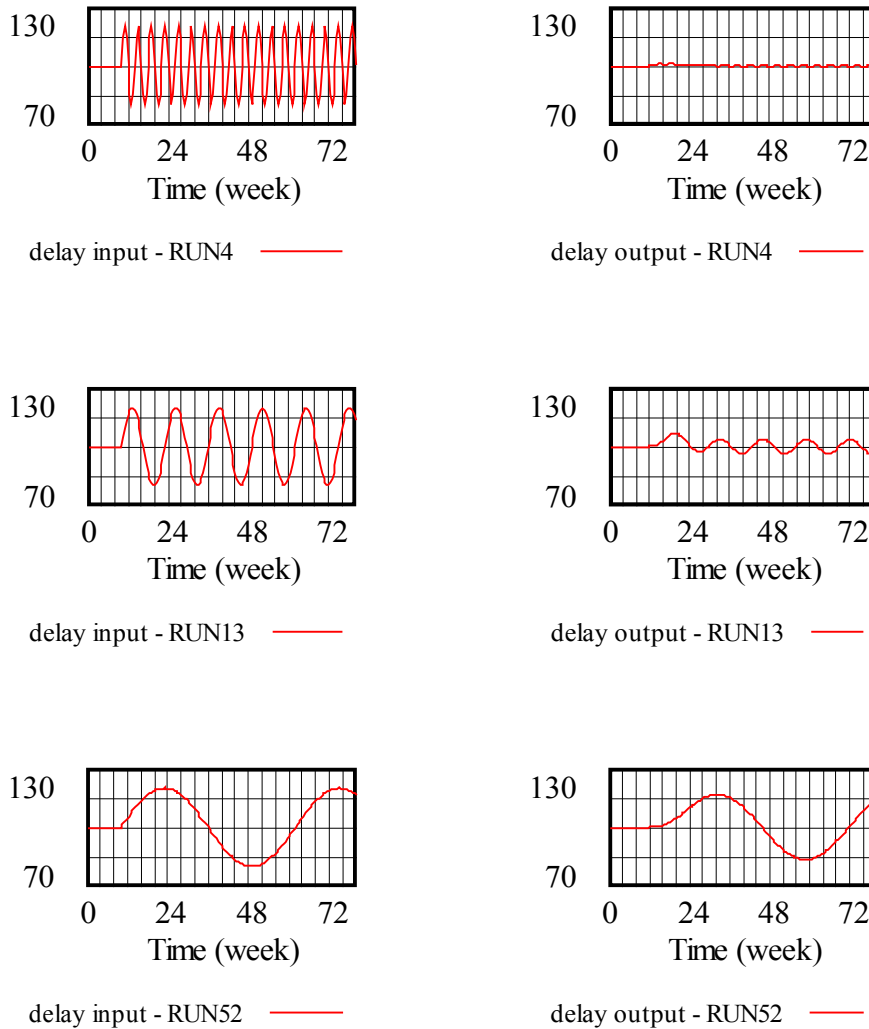 130
70
0 24 48 72
Time (week)
delay input - RUN4
130
70
0 24 48 72
Time (week)
delay output - RUN4
130
70
0 24 48 72
Time (week)
delay input - RUN13
130
70
0 24 48 72
Time (week)
delay output - RUN13
130
70
0 24 48 72
Time (week)
delay input - RUN52
130
70
0 24 48 72
Time (week)
delay output - RUN52